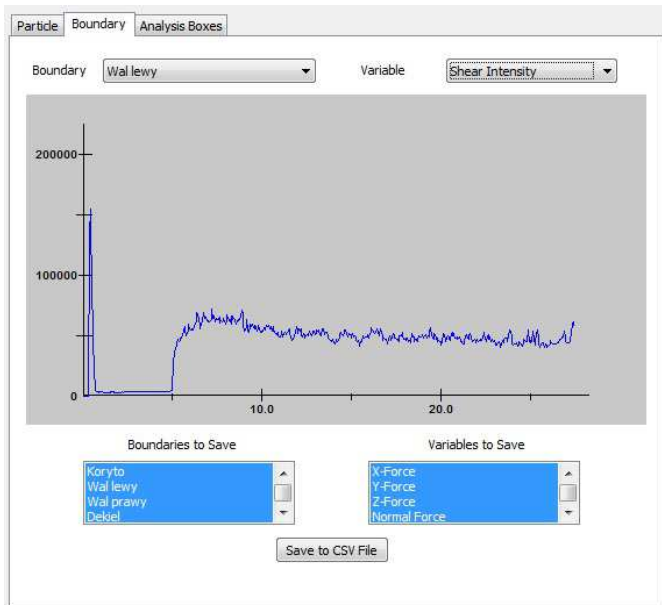 Particle Boundary Analysis Boxes
Boundary Wal lewy Variable Shear Intensity
200000
100000
0
10.0 20.0
Boundaries to Save Variables to Save
Koryto X-Force
Wal lewy Y-Force
Wal prawy Z-Force
Dekiel Normal Force
Save to CSV File